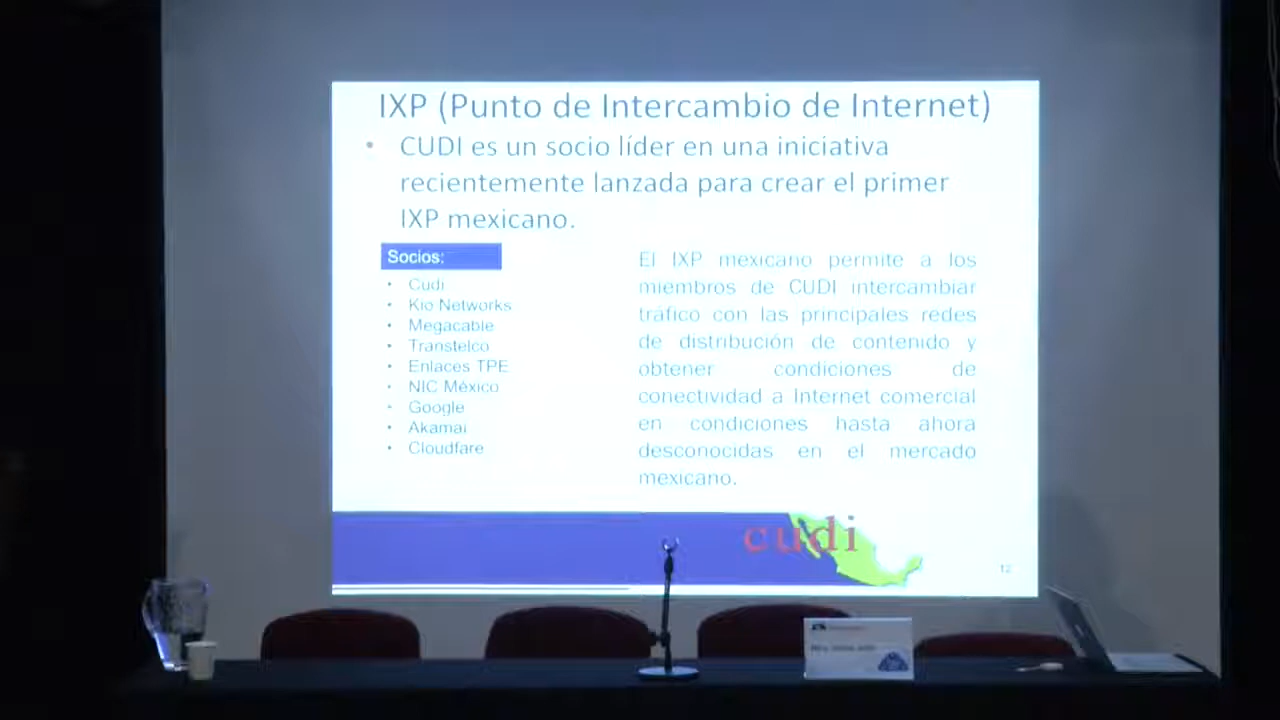 IXP (Punto de Intercambio de Internet)
• CUDI es un socio líder en una iniciativa
recientemente lanzada para crear el primer
IXP mexicano.
Socios:
• Cudi
• Kio Networks
• Megacable
• Transtelco
• Enlaces TPE
• NIC México
• Google
• Akamai
• Cloudfare
El IXP mexicano permite a los
miembros de CUDI intercambiar
tráfico con las principales redes
de distribución de contenido y
obtener condiciones de
conectividad a Internet comercial
en condiciones hasta ahora
desconocidas en el mercado
mexicano.
cudi
12